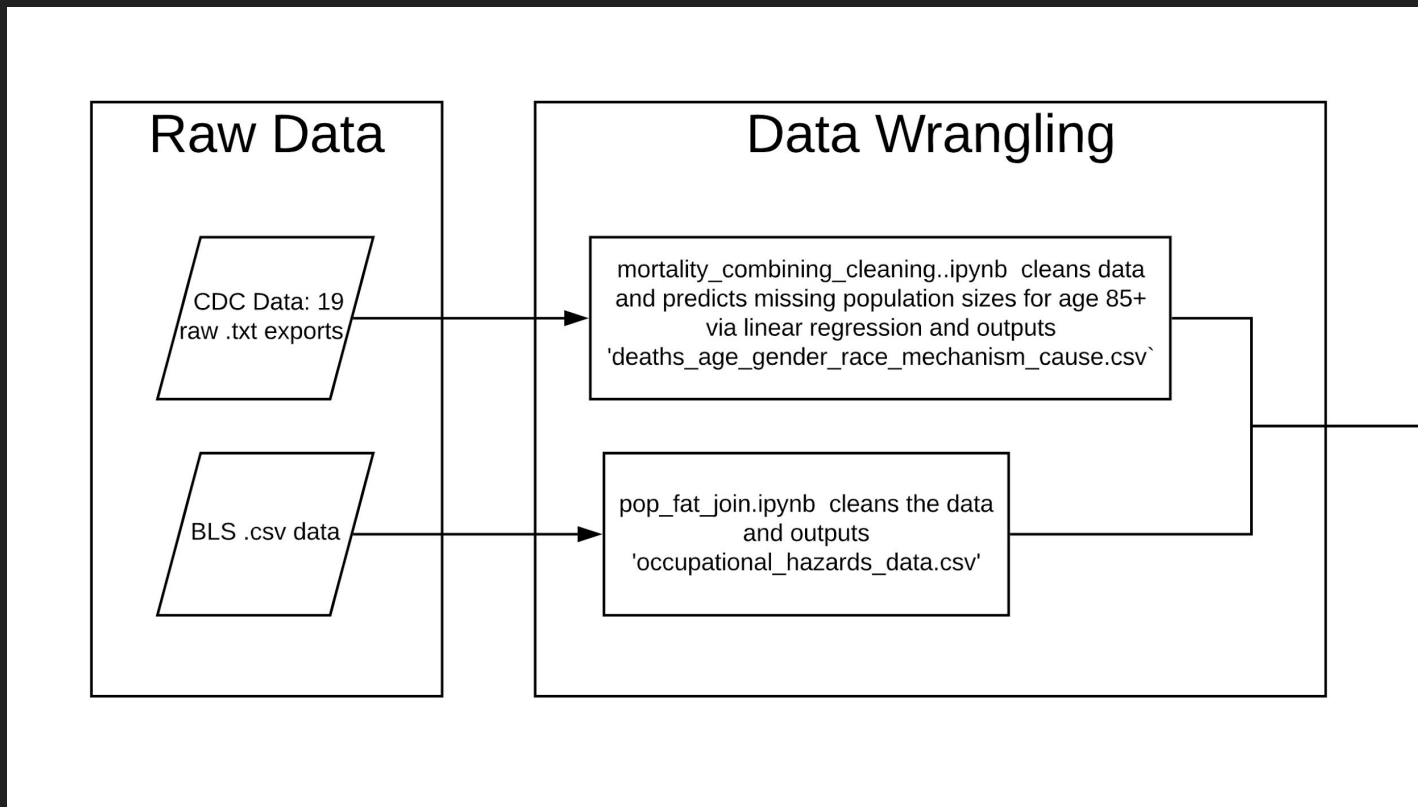 Raw Data
Data Wrangling
CDC Data: 19
raw .txt exports
mortality_combining_cleaning..ipynb  cleans data
and predicts missing population sizes for age 85+
via linear regression and outputs
'deaths_age_gender_race_mechanism_cause.csv`
BLS .csv data
pop_fat_join.ipynb  cleans the data
and outputs
'occupational_hazards_data.csv'